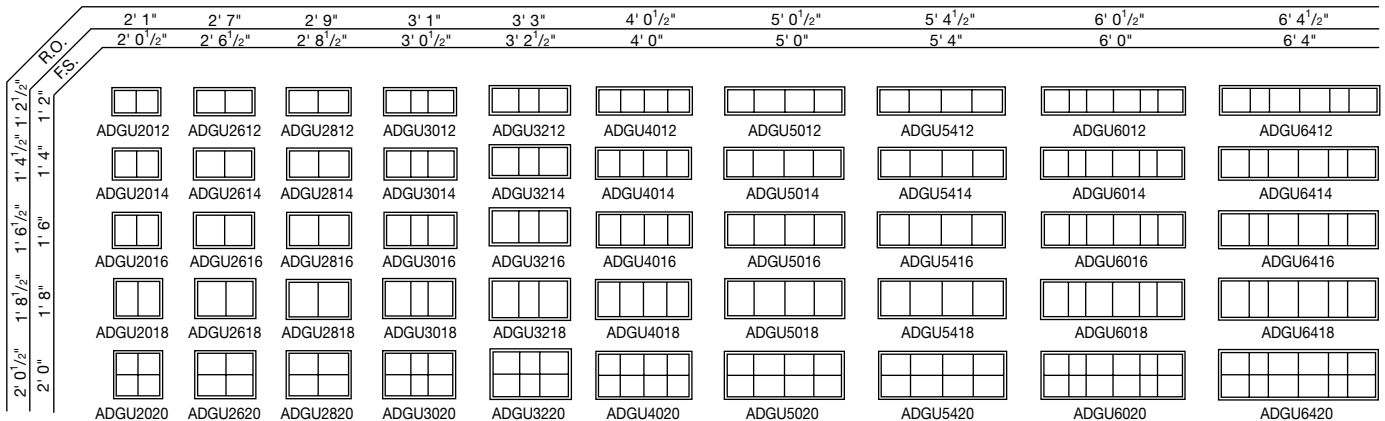 2' 1" 2' 7" 2' 9" 3' 1" 3' 3" 4' 0 1/2" 5' 0 1/2" 5' 4 1/2" 6' 0 1/2" 6' 4 1/2"
R.O.
2' 0 1/2" 2' 6 1/2" 2' 8 1/2" 3' 0 1/2" 3' 2 1/2" 4' 0" 5' 0" 5' 4" 6' 0" 6' 4"
F.S.
1' 2 1/2" 1' 2"
ADGU2012 ADGU2612 ADGU2812 ADGU3012 ADGU3212 ADGU4012 ADGU5012 ADGU5412 ADGU6012 ADGU6412
1' 4 1/2" 1' 4"
ADGU2014 ADGU2614 ADGU2814 ADGU3014 ADGU3214 ADGU4014 ADGU5014 ADGU5414 ADGU6014 ADGU6414
1' 6 1/2" 1' 6"
ADGU2016 ADGU2616 ADGU2816 ADGU3016 ADGU3216 ADGU4016 ADGU5016 ADGU5416 ADGU6016 ADGU6416
1' 8 1/2" 1' 8"
ADGU2018 ADGU2618 ADGU2818 ADGU3018 ADGU3218 ADGU4018 ADGU5018 ADGU5418 ADGU6018 ADGU6418
2' 0 1/2" 2' 0"
ADGU2020 ADGU2620 ADGU2820 ADGU3020 ADGU3220 ADGU4020 ADGU5020 ADGU5420 ADGU6020 ADGU6420